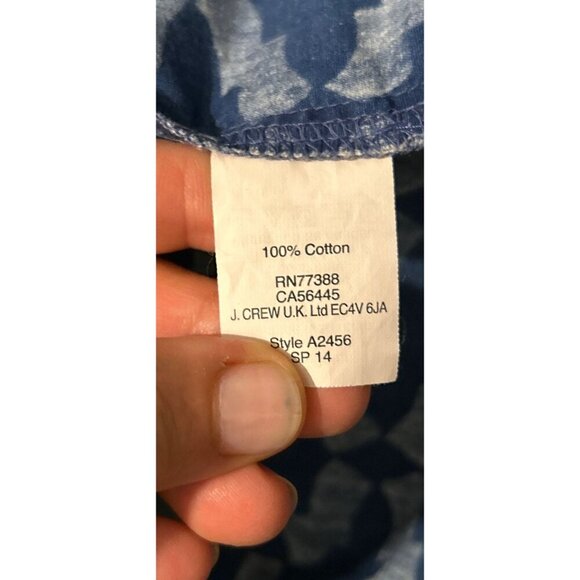 100% Cotton
RN77388
CA56445
J. CREW U.K. Ltd EC4V 6JA
Style A2456
SP 14